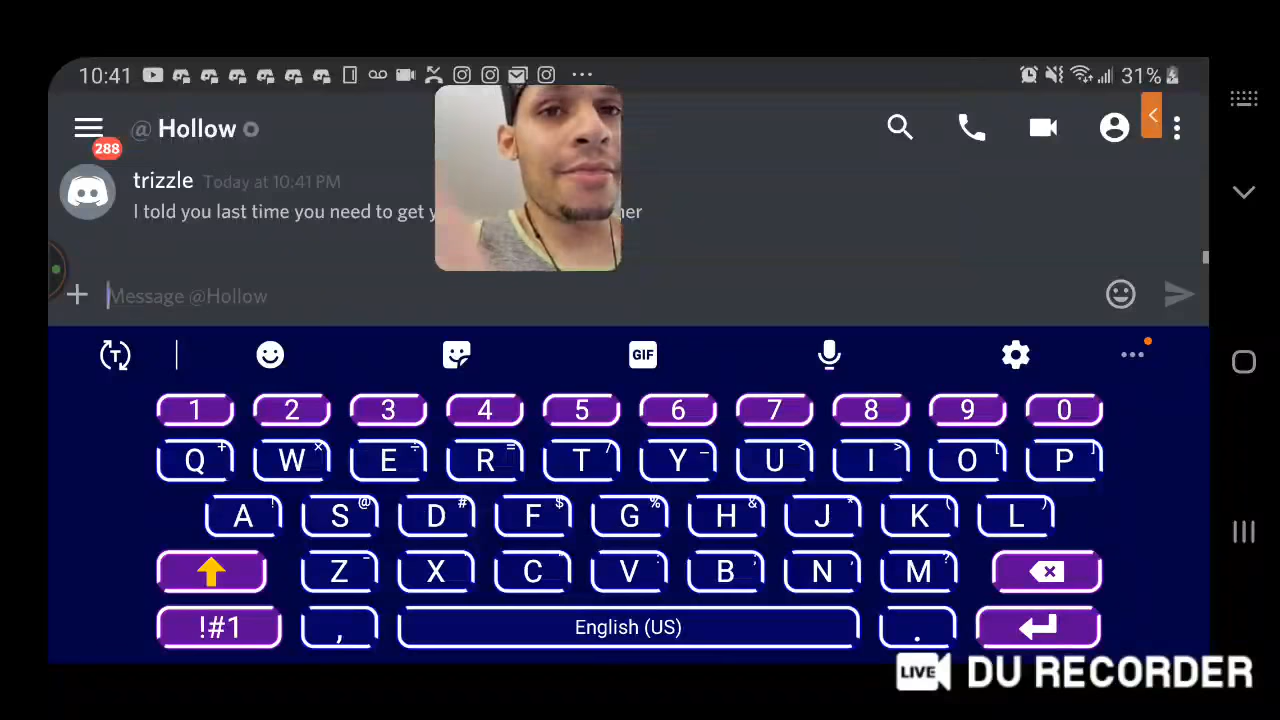 10:41 31%
@ Hollow
288
trizzle Today at 10:41 PM
I told you last time you need to get y her
Message @Hollow
T GIF
1 2 3 4 5 6 7 8 9 0
Q + W × E ÷ R = T / Y _ U < I > O [ P ]
A ! S @ D # F $ G % H & J * K ( L )
Z - X ' C " V : B ; N , M ?
!#1 , English (US) .
LIVE DU RECORDER